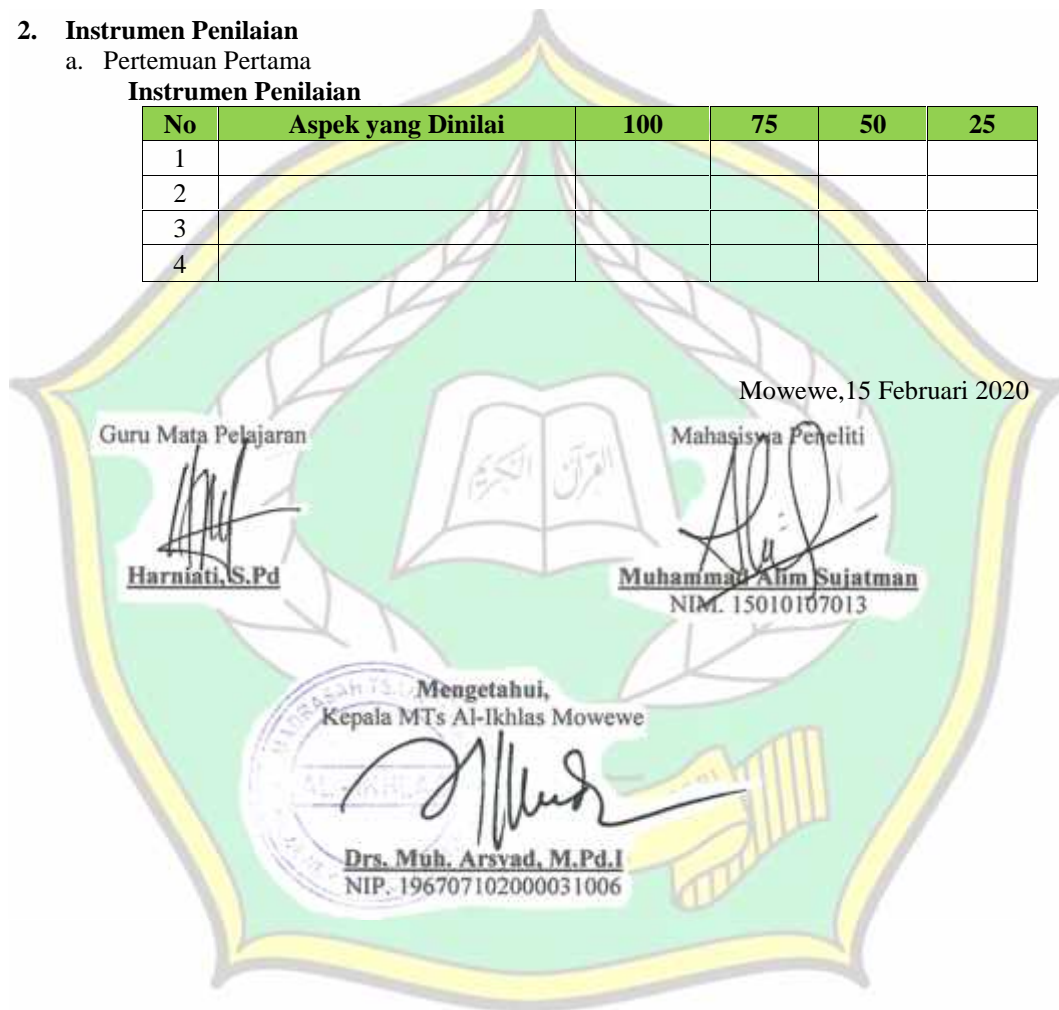 2. Instrumen Penilaian
a. Pertemuan Pertama
Instrumen Penilaian
No Aspek yang Dinilai 100 75 50 25
1
2
3
4
Mowewe,15 Februari 2020
Guru Mata Pelajaran
Mahasiswa Peneliti
القرآن الكريم
Harniati, S.Pd
Muhammad Alim Sujatman
NIM. 15010107013
Mengetahui,
Kepala MTs Al-Ikhlas Mowewe
Drs. Muh. Arsyad, M.Pd.I
NIP. 196707102000031006